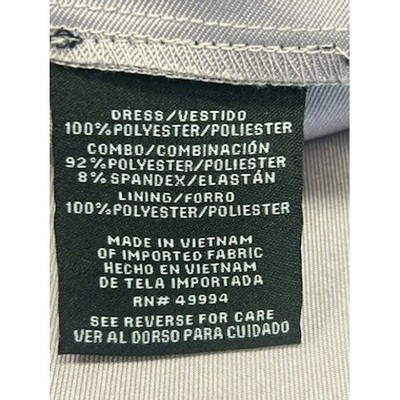 DRESS/VESTIDO
100%POLYESTER/POLIESTER
COMBO/COMBINACIÓN
92%POLYESTER/POLIESTER
8%SPANDEX/ELASTÁN
LINING/FORRO
100%POLYESTER/POLIESTER
MADE IN VIETNAM
OF IMPORTED FABRIC
HECHO EN VIETNAM
DE TELA IMPORTADA
RN# 49994
SEE REVERSE FOR CARE
VER AL DORSO PARA CUIDADO